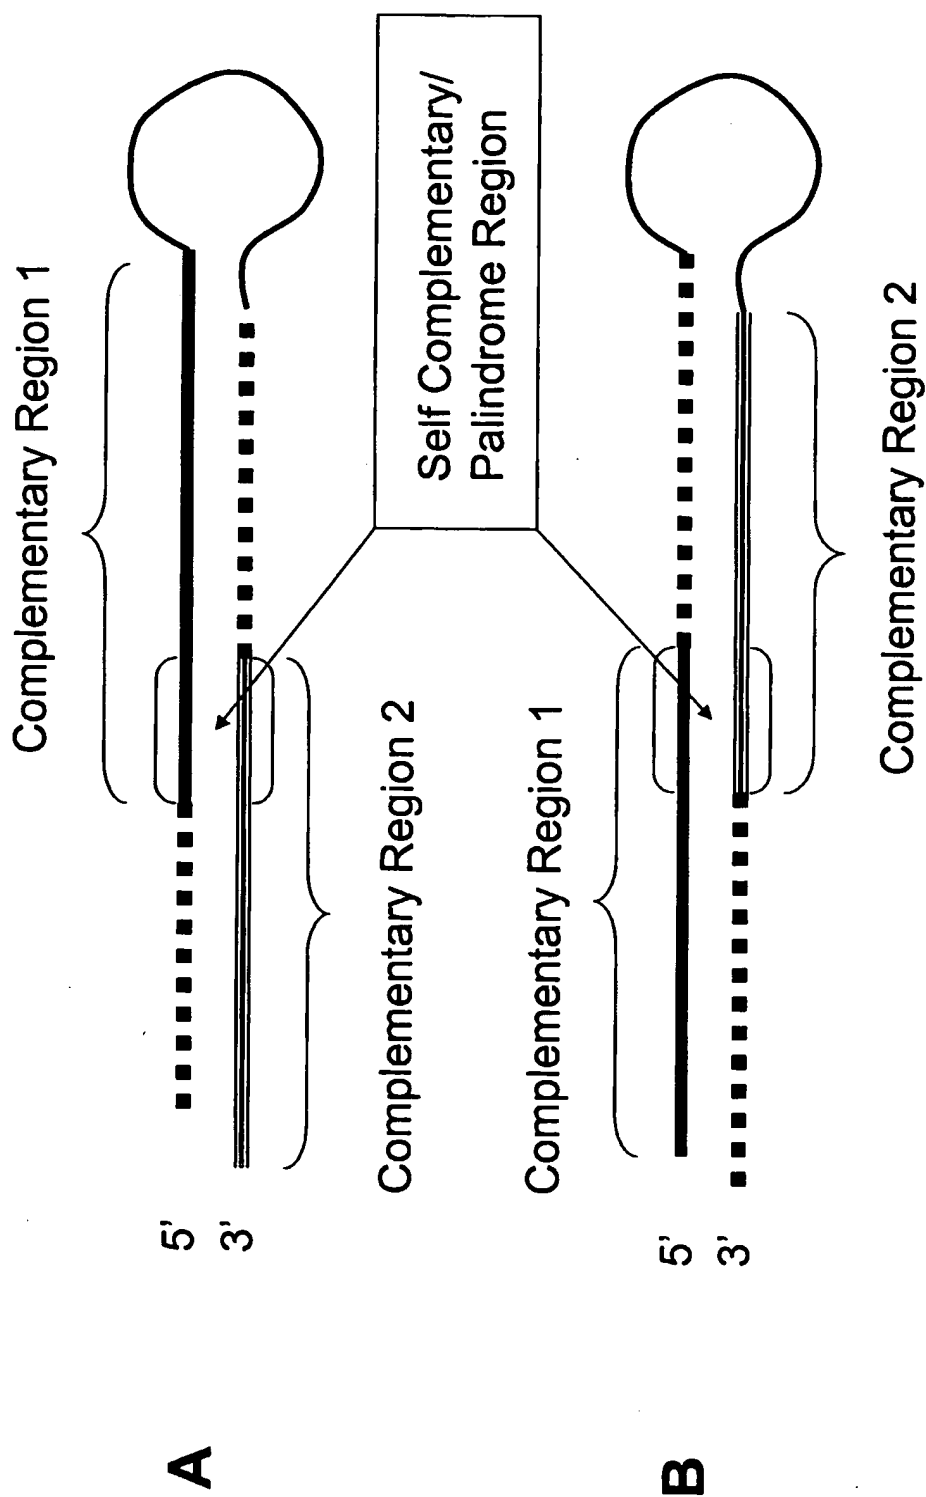 A
Complementary Region 1
5'
3'
Complementary Region 2
Self Complementary/
Palindrome Region
B
Complementary Region 1
5'
3'
Complementary Region 2